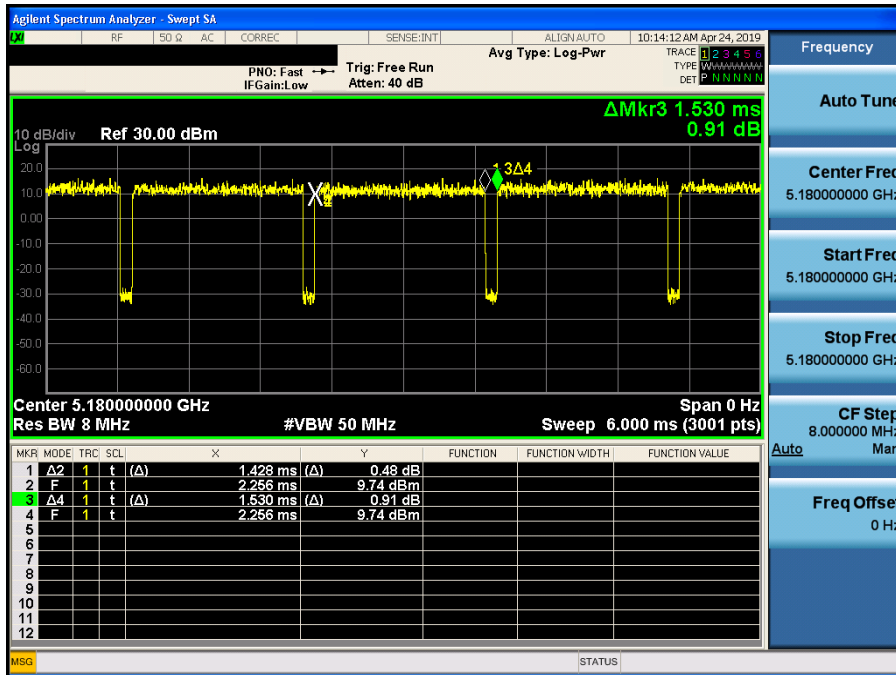 Agilent Spectrum Analyzer - Swept SA
LXI RF 50 Ω AC CORREC SENSE:INT ALIGN AUTO 10:14:12 AM Apr 24, 2019
PNO: Fast
IFGain:Low
Trig: Free Run
Atten: 40 dB
Avg Type: Log-Pwr
TRACE 1 2 3 4 5 6
TYPE W W W W W W
DET P N N N N N
ΔMkr3 1.530 ms
0.91 dB
10 dB/div Ref 30.00 dBm
Log
20.0
10.0
0.00
-10.0
-20.0
-30.0
-40.0
-50.0
-60.0
3Δ4
Center 5.180000000 GHz Span 0 Hz
Res BW 8 MHz #VBW 50 MHz Sweep 6.000 ms (3001 pts)
MKR MODE TRC SCL X Y FUNCTION FUNCTION WIDTH FUNCTION VALUE
1 Δ2 1 t (Δ) 1.428 ms (Δ) 0.48 dB
2 F 1 t 2.256 ms 9.74 dBm
3 Δ4 1 t (Δ) 1.530 ms (Δ) 0.91 dB
4 F 1 t 2.256 ms 9.74 dBm
5
6
7
8
9
10
11
12
MSG STATUS
Frequency
Auto Tune
Center Freq
5.180000000 GHz
Start Freq
5.180000000 GHz
Stop Freq
5.180000000 GHz
CF Step
8.000000 MHz
Auto Man
Freq Offset
0 Hz